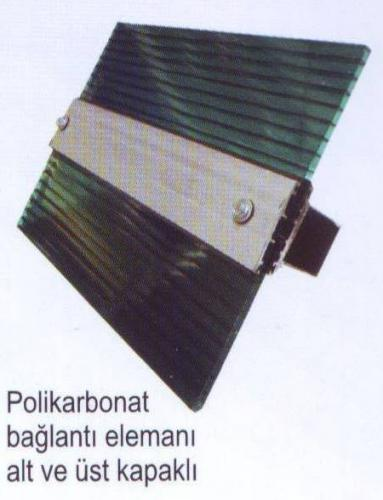 Polikarbonat
bağlantı elemanı
alt ve üst kapaklı